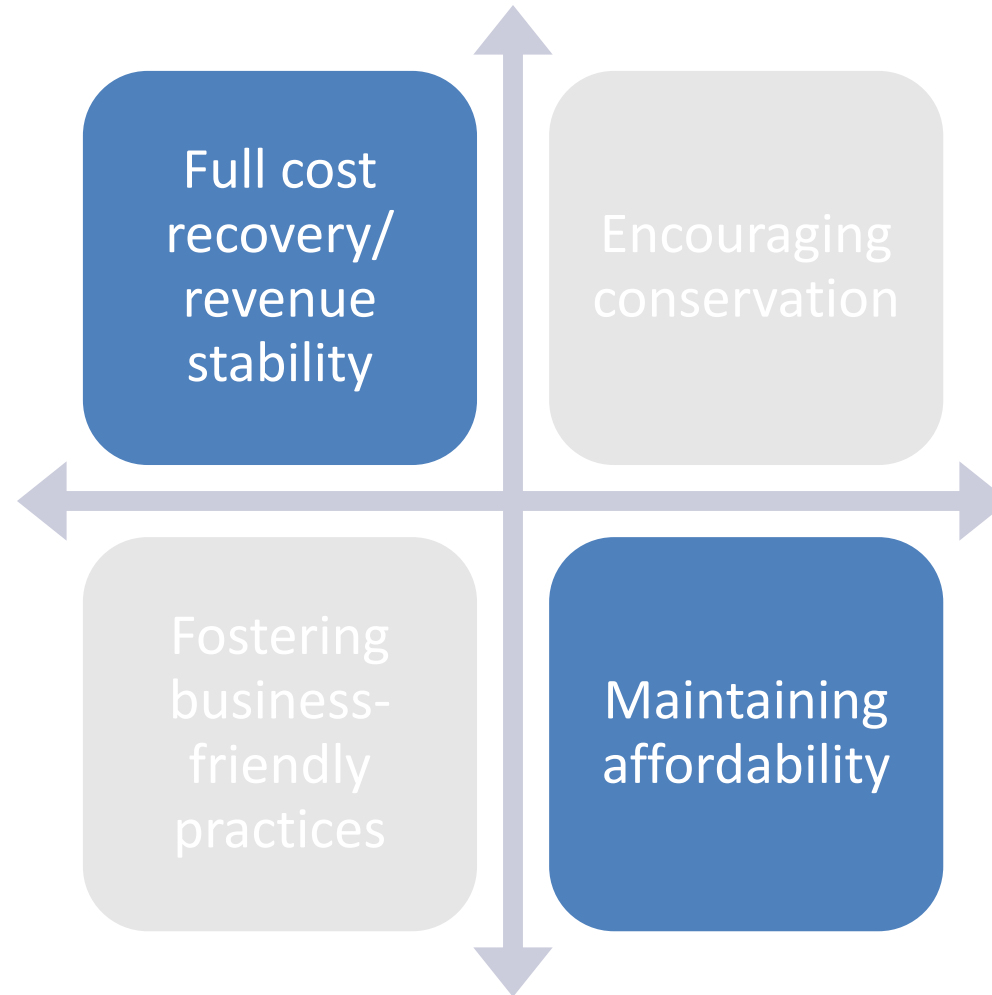 Full cost
recovery/
revenue
stability
Encouraging
conservation
Fostering
business-
friendly
practices
Maintaining
affordability